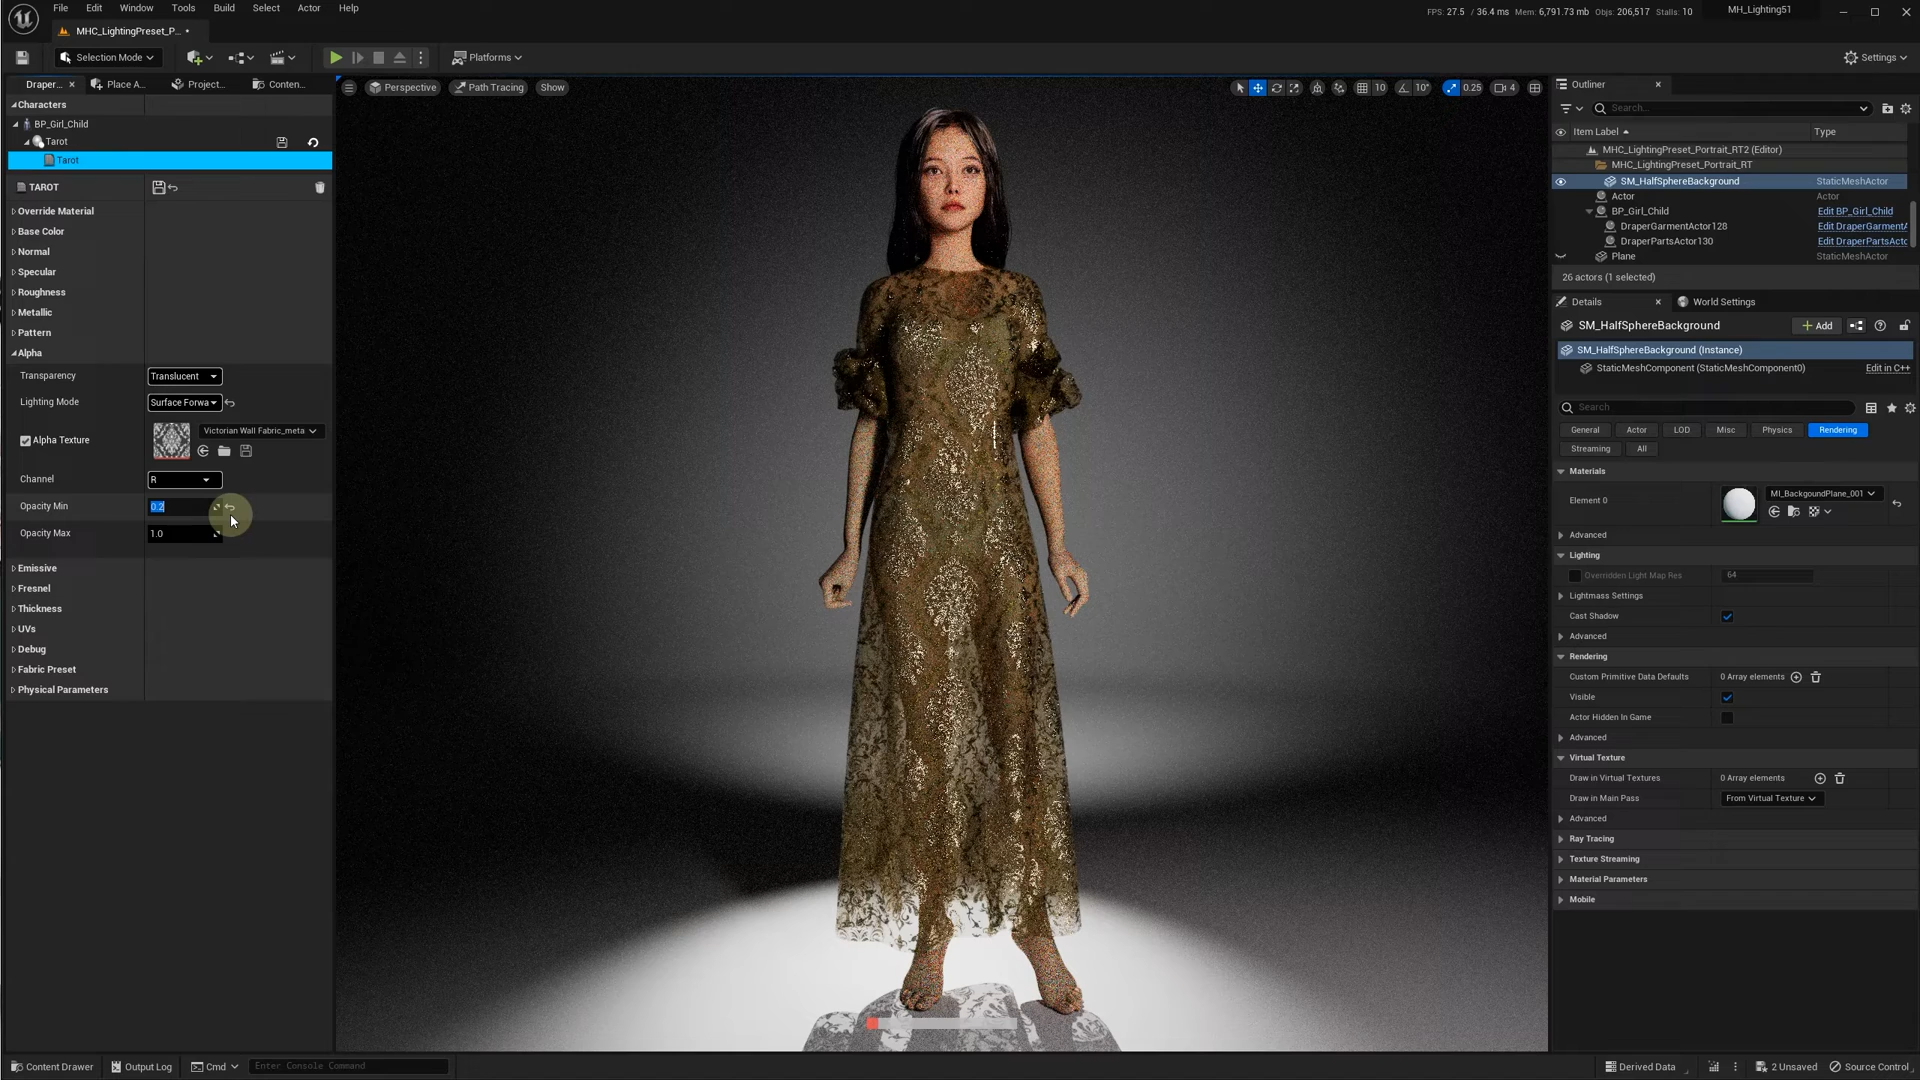 File Edit Window Tools Build Select Actor Help
FPS: 27.5 / 36.4 ms Mem: 6,791.73 mb Objs: 206,517 Stalls: 10 MH_Lighting51
MHC_LightingPreset_P... •
Selection Mode Platforms Settings
Draper... Place A... Project... Conten...
Perspective Path Tracing Show 10 10° 0.25 4
Outliner
Characters
Search...
BP_Girl_Child
Item Label Type
Tarot
MHC_LightingPreset_Portrait_RT2 (Editor)
Tarot
MHC_LightingPreset_Portrait_RT
TAROT
SM_HalfSphereBackground StaticMeshActor
Actor Actor
Override Material
BP_Girl_Child Edit BP_Girl_Child
Base Color
DraperGarmentActor128 Edit DraperGarmentA
DraperPartsActor130 Edit DraperPartsActo
Normal
Plane StaticMeshActor
Specular
26 actors (1 selected)
Roughness
Details World Settings
Metallic
SM_HalfSphereBackground Add
Pattern
SM_HalfSphereBackground (Instance)
Alpha
StaticMeshComponent (StaticMeshComponent0) Edit in C++
Transparency Translucent
Lighting Mode Surface Forwa
Search
Alpha Texture Victorian Wall Fabric_meta
General Actor LOD Misc Physics Rendering
Streaming All
Materials
Channel R
Element 0 MI_BackgoundPlane_001
Opacity Min 0.2
Opacity Max 1.0
Advanced
Lighting
Emissive
Overridden Light Map Res 64
Fresnel
Lightmass Settings
Thickness
Cast Shadow
UVs
Advanced
Debug
Rendering
Fabric Preset
Custom Primitive Data Defaults 0 Array elements
Physical Parameters
Visible
Actor Hidden In Game
Advanced
Virtual Texture
Draw in Virtual Textures 0 Array elements
Draw in Main Pass From Virtual Texture
Advanced
Ray Tracing
Texture Streaming
Material Parameters
Mobile
Content Drawer Output Log Cmd Enter Console Command Derived Data 2 Unsaved Source Control